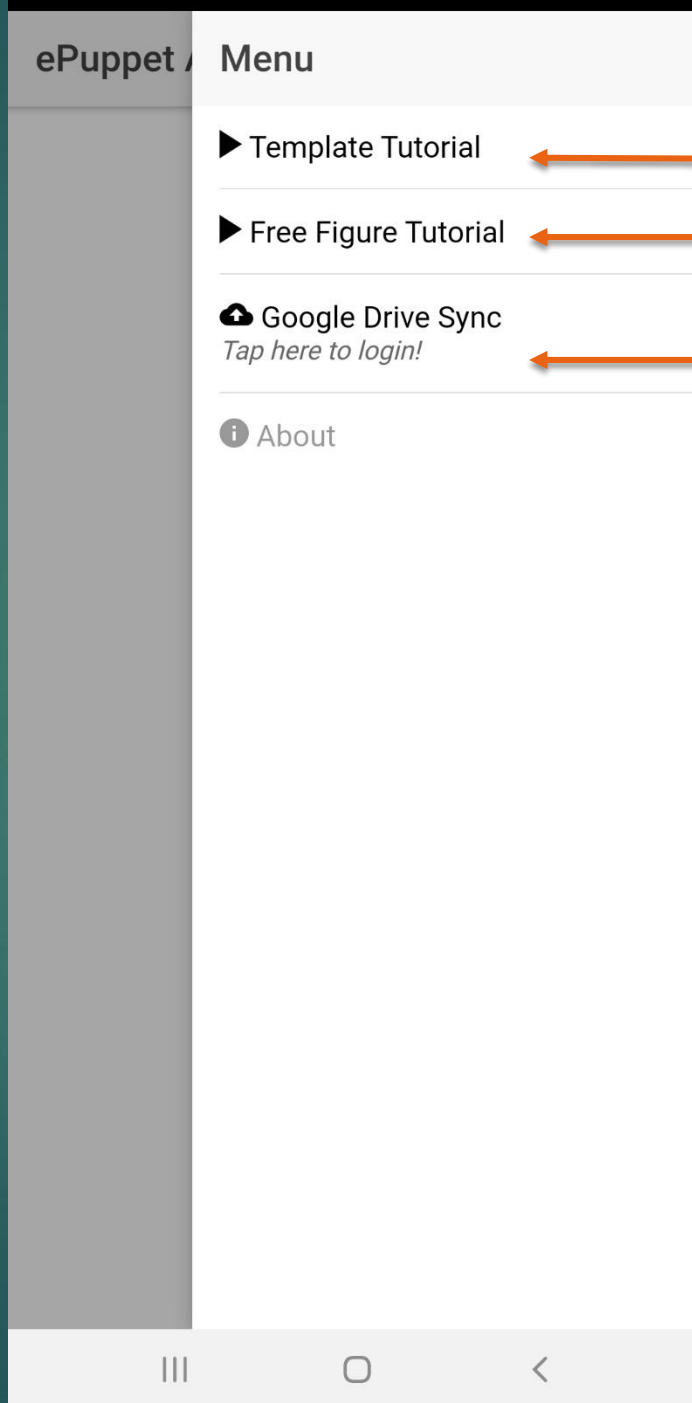 ePuppet A
Menu
Template Tutorial
Free Figure Tutorial
Google Drive Sync
Tap here to login!
About